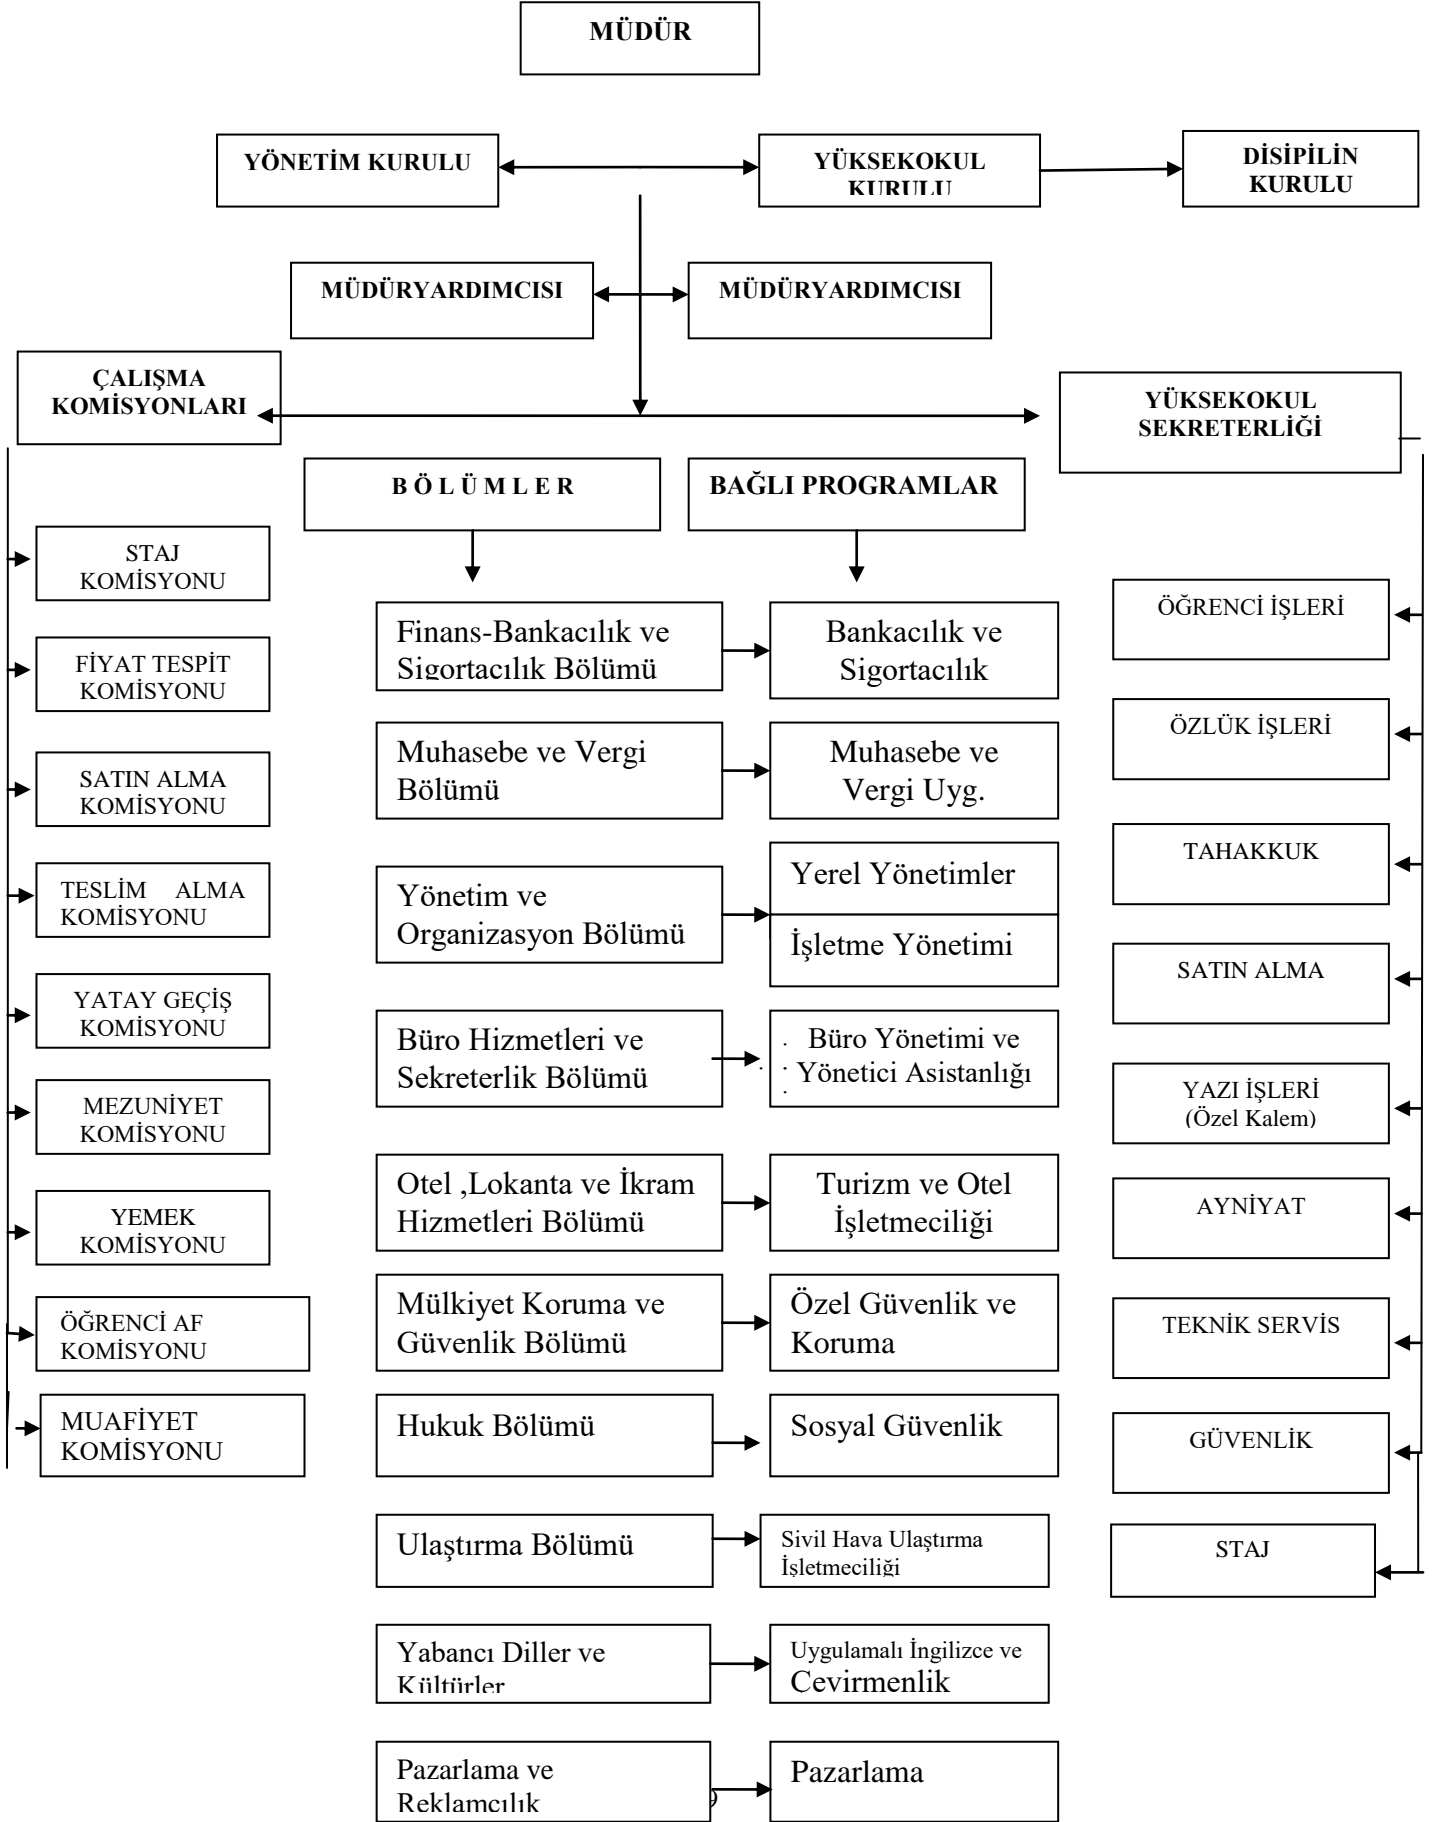 MÜDÜR
YÖNETİM KURULU
YÜKSEKOKUL
KURULU
DİSİPİLİN
KURULU
MÜDÜRYARDIMCISI
MÜDÜRYARDIMCISI
ÇALIŞMA
KOMİSYONLARI
YÜKSEKOKUL
SEKRETERLİĞİ
B Ö L Ü M L E R
BAĞLI PROGRAMLAR
STAJ
KOMİSYONU
FİYAT TESPİT
KOMİSYONU
SATIN ALMA
KOMİSYONU
TESLİM ALMA
KOMİSYONU
YATAY GEÇİŞ
KOMİSYONU
MEZUNİYET
KOMİSYONU
YEMEK
KOMİSYONU
ÖĞRENCİ AF
KOMİSYONU
MUAFİYET
KOMİSYONU
Finans-Bankacılık ve
Sigortacılık Bölümü
Bankacılık ve
Sigortacılık
Muhasebe ve Vergi
Bölümü
Muhasebe ve
Vergi Uyg.
Yönetim ve
Organizasyon Bölümü
Yerel Yönetimler
İşletme Yönetimi
Büro Hizmetleri ve
Sekreterlik Bölümü
Büro Yönetimi ve
Yönetici Asistanlığı
Otel ,Lokanta ve İkram
Hizmetleri Bölümü
Turizm ve Otel
İşletmeciliği
Mülkiyet Koruma ve
Güvenlik Bölümü
Özel Güvenlik ve
Koruma
Hukuk Bölümü
Sosyal Güvenlik
Ulaştırma Bölümü
Sivil Hava Ulaştırma
İşletmeciliği
Yabancı Diller ve
Kültürler
Uygulamalı İngilizce ve
Çevirmenlik
Pazarlama ve
Reklamcılık
Pazarlama
ÖĞRENCİ İŞLERİ
ÖZLÜK İŞLERİ
TAHAKKUK
SATIN ALMA
YAZI İŞLERİ
(Özel Kalem)
AYNİYAT
TEKNİK SERVİS
GÜVENLİK
STAJ